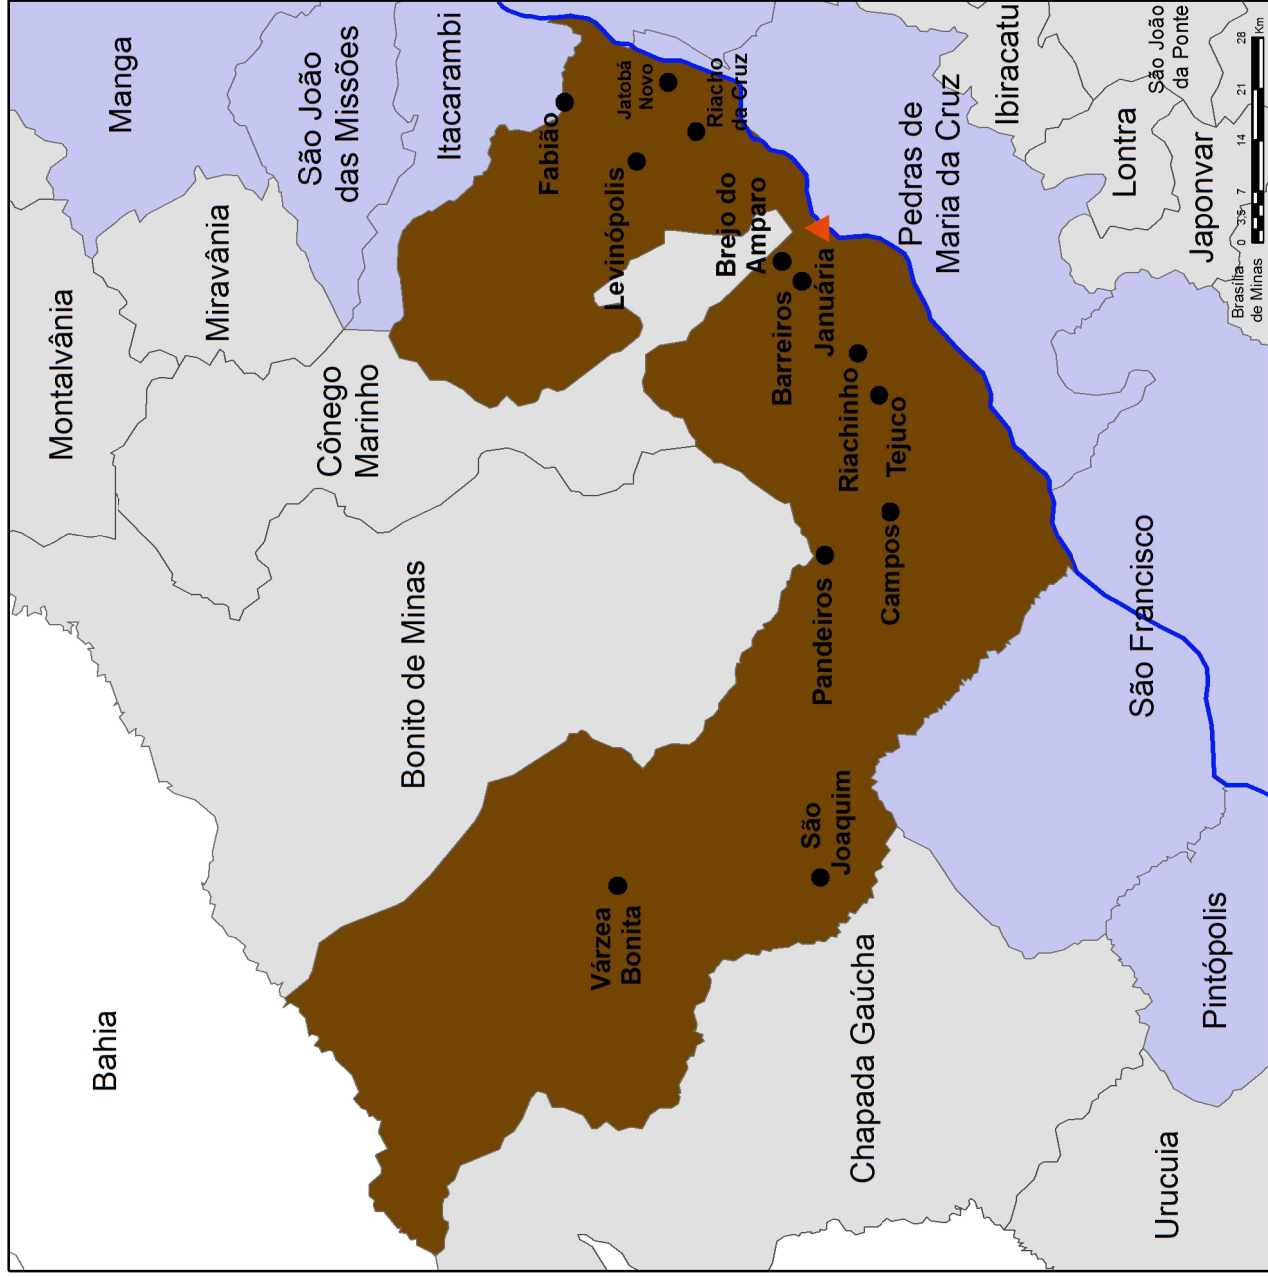 Bahia
Montalvânia
Manga
Miravânia
São João
das Missões
Cônego
Marinho
Bonito de Minas
Itacarambi
Fabião
Várzea
Bonita
Levinópolis
Jatobá
Novo
Riacho
da Cruz
Brejo do
Amparo
Barreiros
Januária
São
Joaquim
Pandeiros
Riachinho
Tejuco
Campos
Chapada Gaúcha
Pedras de
Maria da Cruz
Ibiracatu
São Francisco
Lontra
São João
da Ponte
Urucuia
Pintópolis
Japonvar
Brasília
de Minas
0 3,5 7 14 21 28
Km